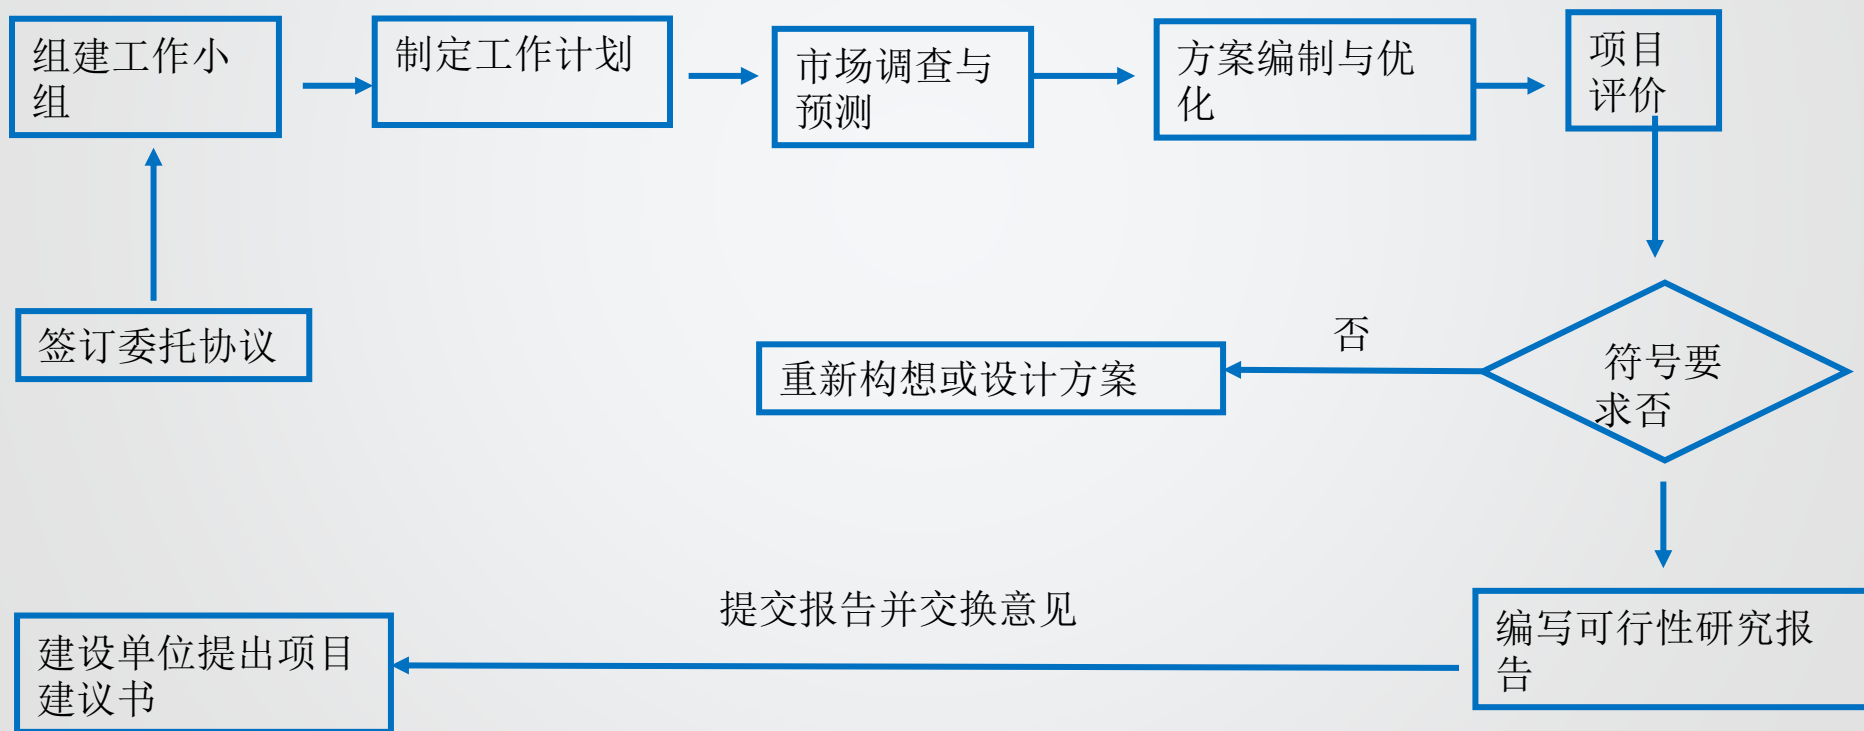 组建工作小
组
制定工作计划
市场调查与
预测
方案编制与优
化
项目
评价
签订委托协议
重新构想或设计方案
否
符号要
求否
提交报告并交换意见
建设单位提出项目
建议书
编写可行性研究报
告